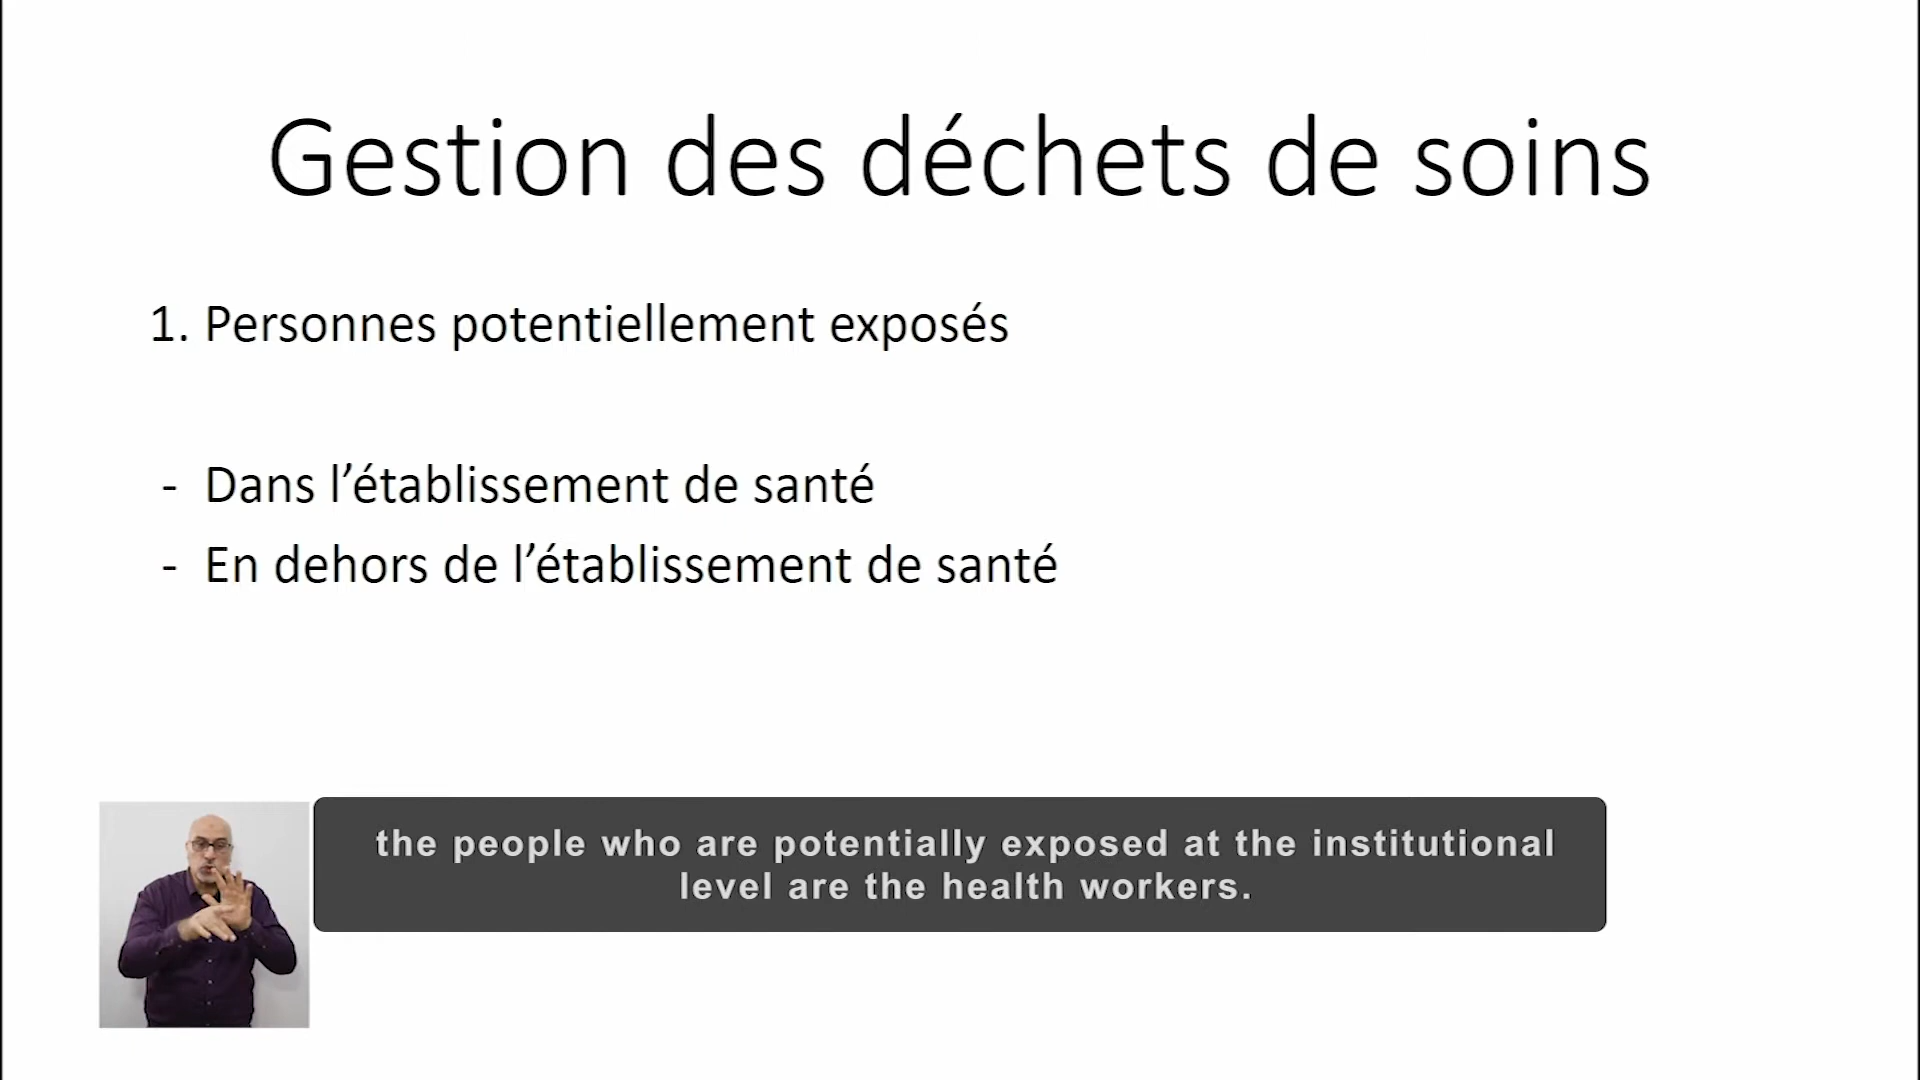 Gestion des déchets de soins
1. Personnes potentiellement exposés
- Dans l’établissement de santé
- En dehors de l’établissement de santé
the people who are potentially exposed at the institutional
level are the health workers.